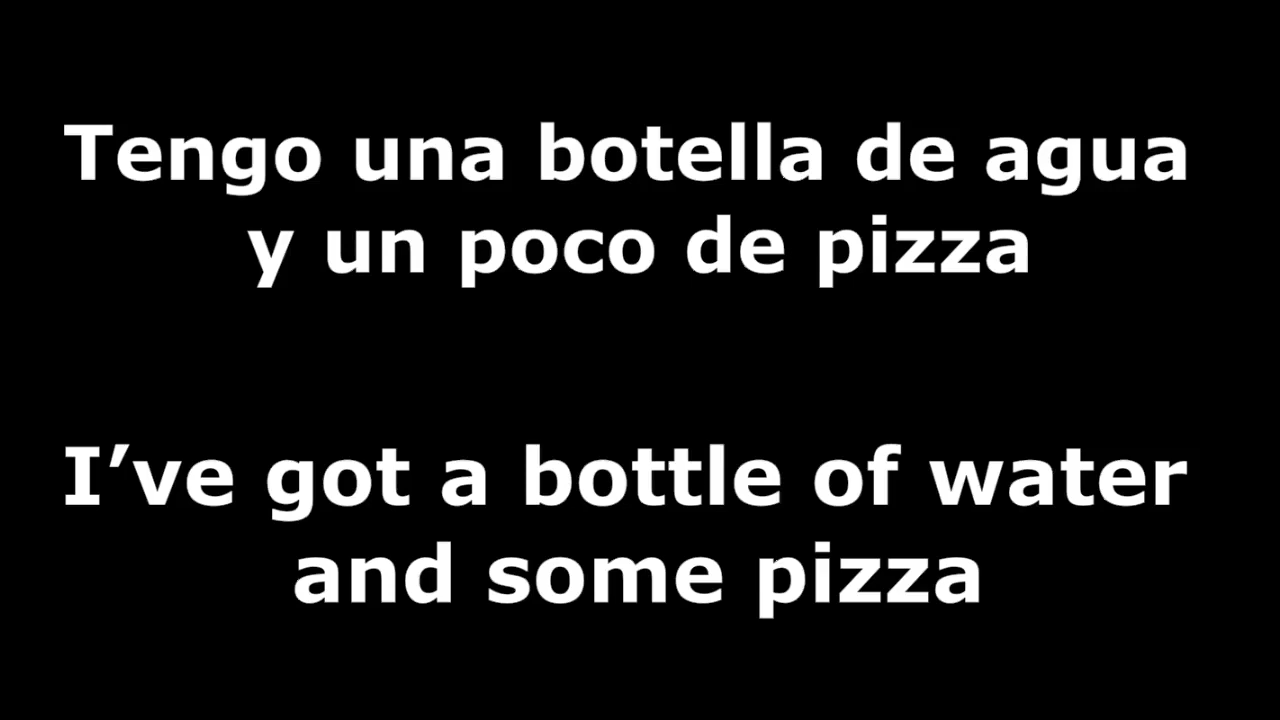 Tengo una botella de agua
y un poco de pizza
I’ve got a bottle of water
and some pizza